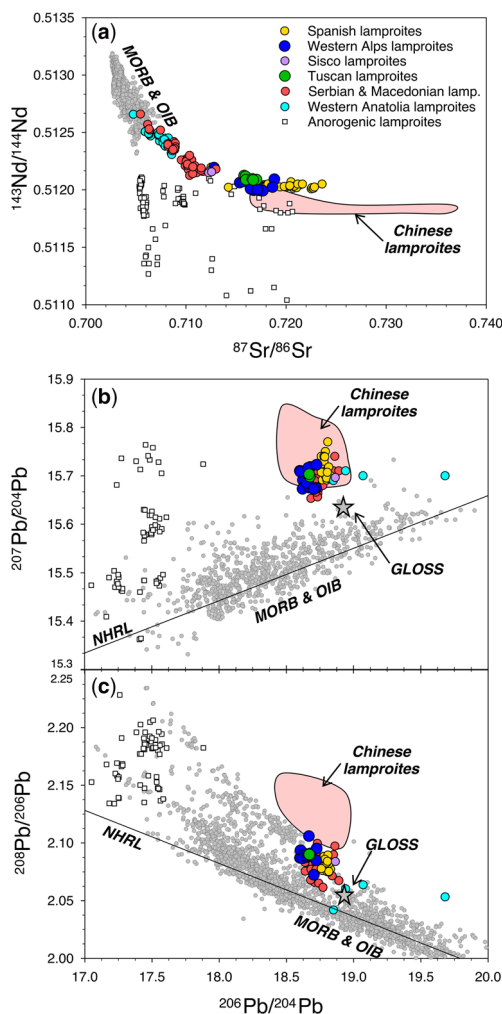 (a)
MORB & OIB
Spanish lamproites
Western Alps lamproites
Sisco lamproites
Tuscan lamproites
Serbian & Macedonian lamp.
Western Anatolia lamproites
Anorogenic lamproites
Chinese
lamproites
0.5130
0.5125
0.5120
0.5115
0.5110
¹⁴³Nd/¹⁴⁴Nd
0.700
0.710
0.720
0.730
0.740
⁸⁷Sr/⁸⁶Sr
(b)
Chinese
lamproites
GLOSS
MORB & OIB
NHRL
15.9
15.8
15.7
15.6
15.5
15.4
15.3
²⁰⁷Pb/²⁰⁴Pb
(c)
Chinese
lamproites
GLOSS
NHRL
MORB & OIB
2.25
2.20
2.15
2.10
2.05
2.00
²⁰⁸Pb/²⁰⁶Pb
17.0
17.5
18.0
18.5
19.0
19.5
20.0
²⁰⁶Pb/²⁰⁴Pb